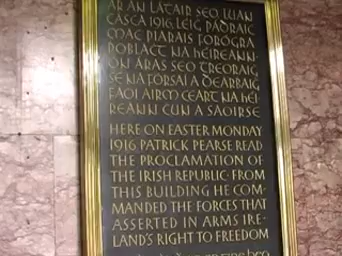 AR AN LÁTAIR SEO LUAN
CÁSCA 1916 LÉIG PÁDRAIC
MAC PIARAIS FORÓGRA
POBLACT NA HÉIREANN-
ÓN ÁRAS SEO TREORAIG
SÉ NA FÓRSAÍ A DEARBAIG
FAOI AIRM CEART NA HÉI-
REANN CUN A SAOIRSE
HERE ON EASTER MONDAY
1916 PATRICK PEARSE READ
THE PROCLAMATION OF
THE IRISH REPUBLIC· FROM
THIS BUILDING HE COM-
MANDED THE FORCES THAT
ASSERTED IN ARMS IRE-
LAND'S RIGHT TO FREEDOM